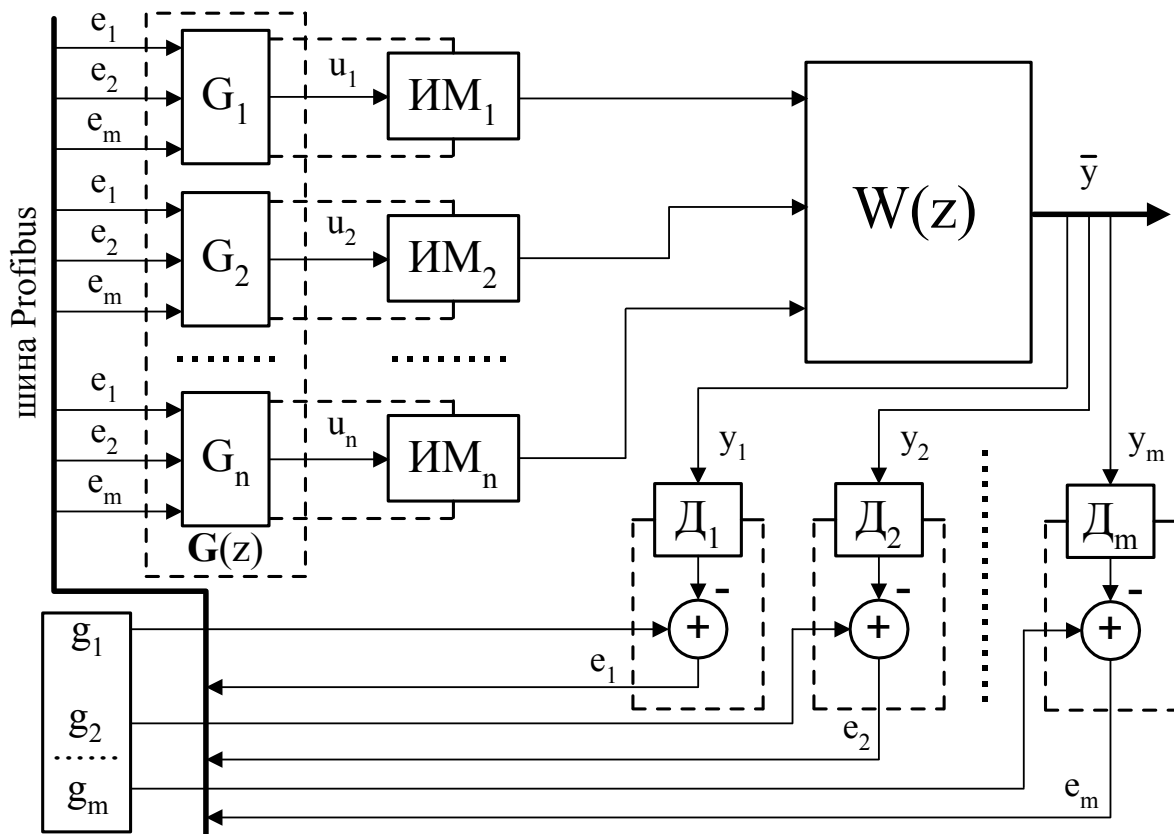 шина Profibus
e1
e2
em
G1
u1
ИМ1
e1
e2
em
G2
u2
ИМ2
e1
e2
em
Gn
un
ИМn
G(z)
W(z)
ȳ
y1
y2
ym
Д1
Д2
Дm
-
-
-
+
+
+
g1
g2
gm
e1
e2
em